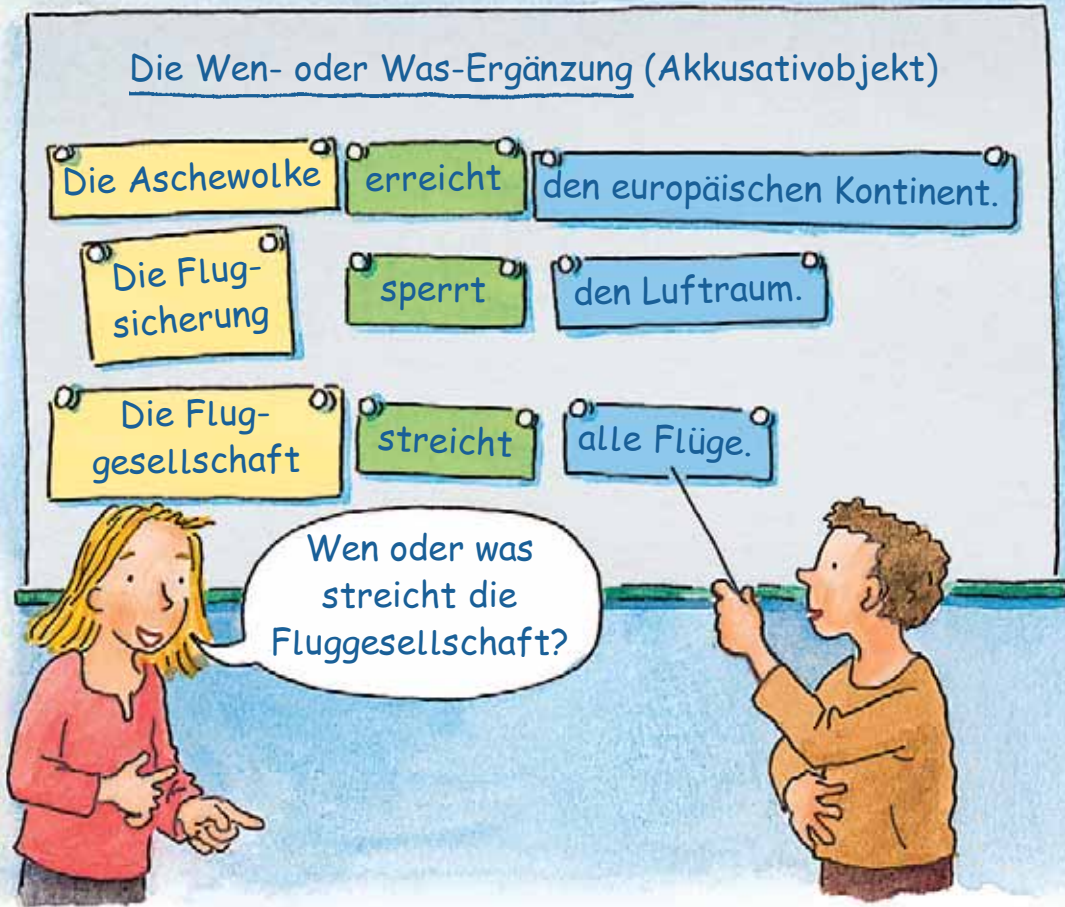 Die Wen- oder Was-Ergänzung (Akkusativobjekt)
Die Aschewolke erreicht den europäischen Kontinent.
Die Flug-
sicherung
sperrt den Luftraum.
Die Flug-
gesellschaft
streicht alle Flüge.
Wen oder was
streicht die
Fluggesellschaft?